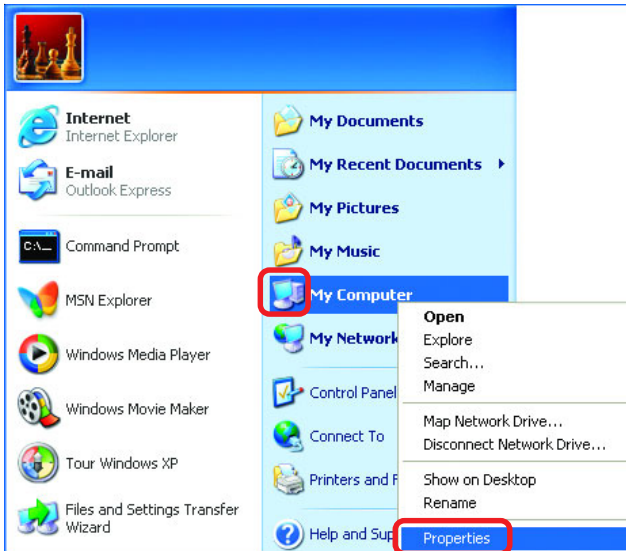 Internet
Internet Explorer
E-mail
Outlook Express
C:\_
Command Prompt
MSN Explorer
Windows Media Player
Windows Movie Maker
Tour Windows XP
Files and Settings Transfer
Wizard
My Documents
My Recent Documents
My Pictures
My Music
My Computer
My Network
Control Panel
Connect To
Printers and F
Help and Sup
Open
Explore
Search...
Manage
Map Network Drive...
Disconnect Network Drive...
Show on Desktop
Rename
Properties